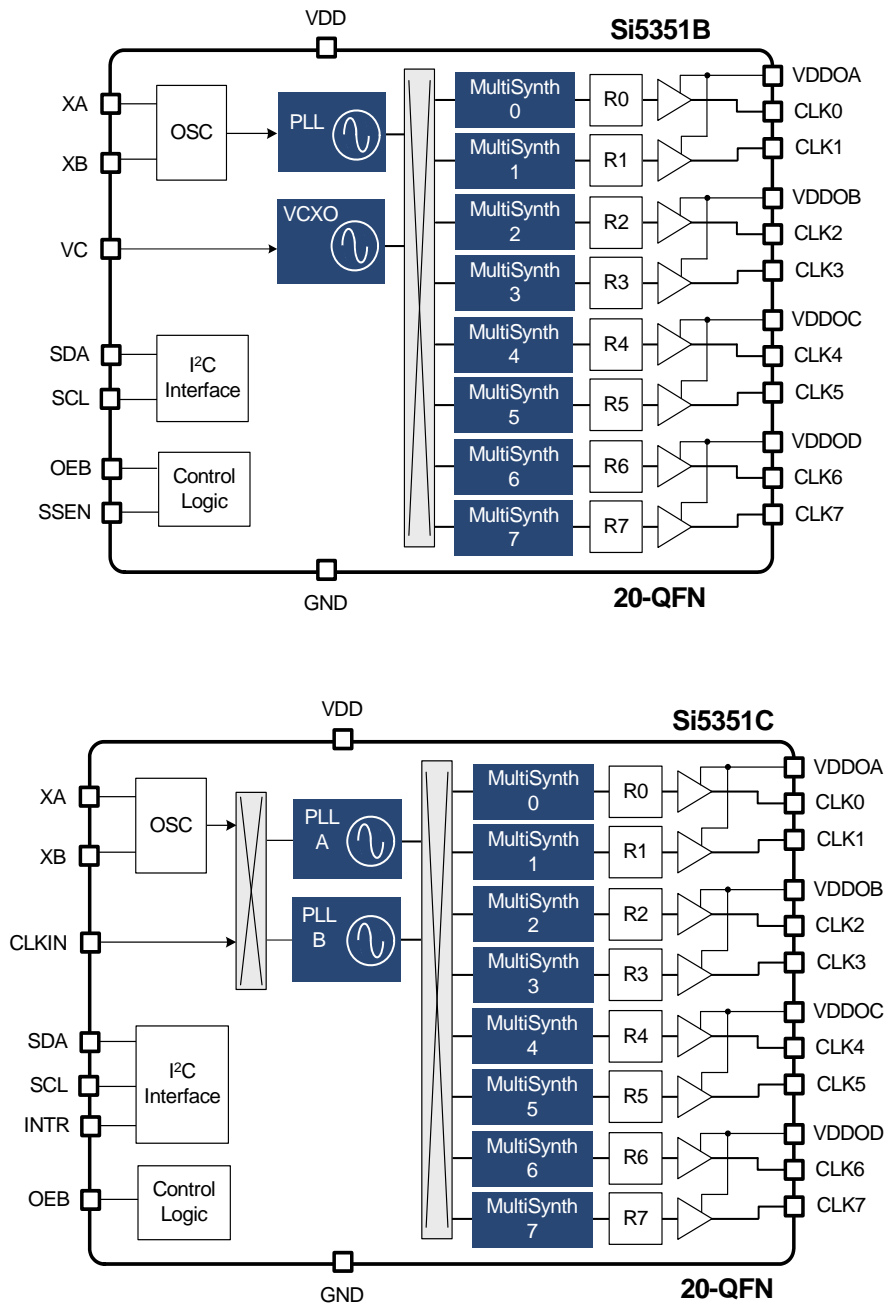 VDD
Si5351B
XA
XB
VC
SDA
SCL
OEB
SSEN
OSC
PLL
VCXO
I²C
Interface
Control
Logic
MultiSynth
0
MultiSynth
1
MultiSynth
2
MultiSynth
3
MultiSynth
4
MultiSynth
5
MultiSynth
6
MultiSynth
7
R0
R1
R2
R3
R4
R5
R6
R7
VDDOA
CLK0
CLK1
VDDOB
CLK2
CLK3
VDDOC
CLK4
CLK5
VDDOD
CLK6
CLK7
GND
20-QFN
VDD
Si5351C
XA
XB
CLKIN
SDA
SCL
INTR
OEB
OSC
PLL
A
PLL
B
I²C
Interface
Control
Logic
MultiSynth
0
MultiSynth
1
MultiSynth
2
MultiSynth
3
MultiSynth
4
MultiSynth
5
MultiSynth
6
MultiSynth
7
R0
R1
R2
R3
R4
R5
R6
R7
VDDOA
CLK0
CLK1
VDDOB
CLK2
CLK3
VDDOC
CLK4
CLK5
VDDOD
CLK6
CLK7
GND
20-QFN